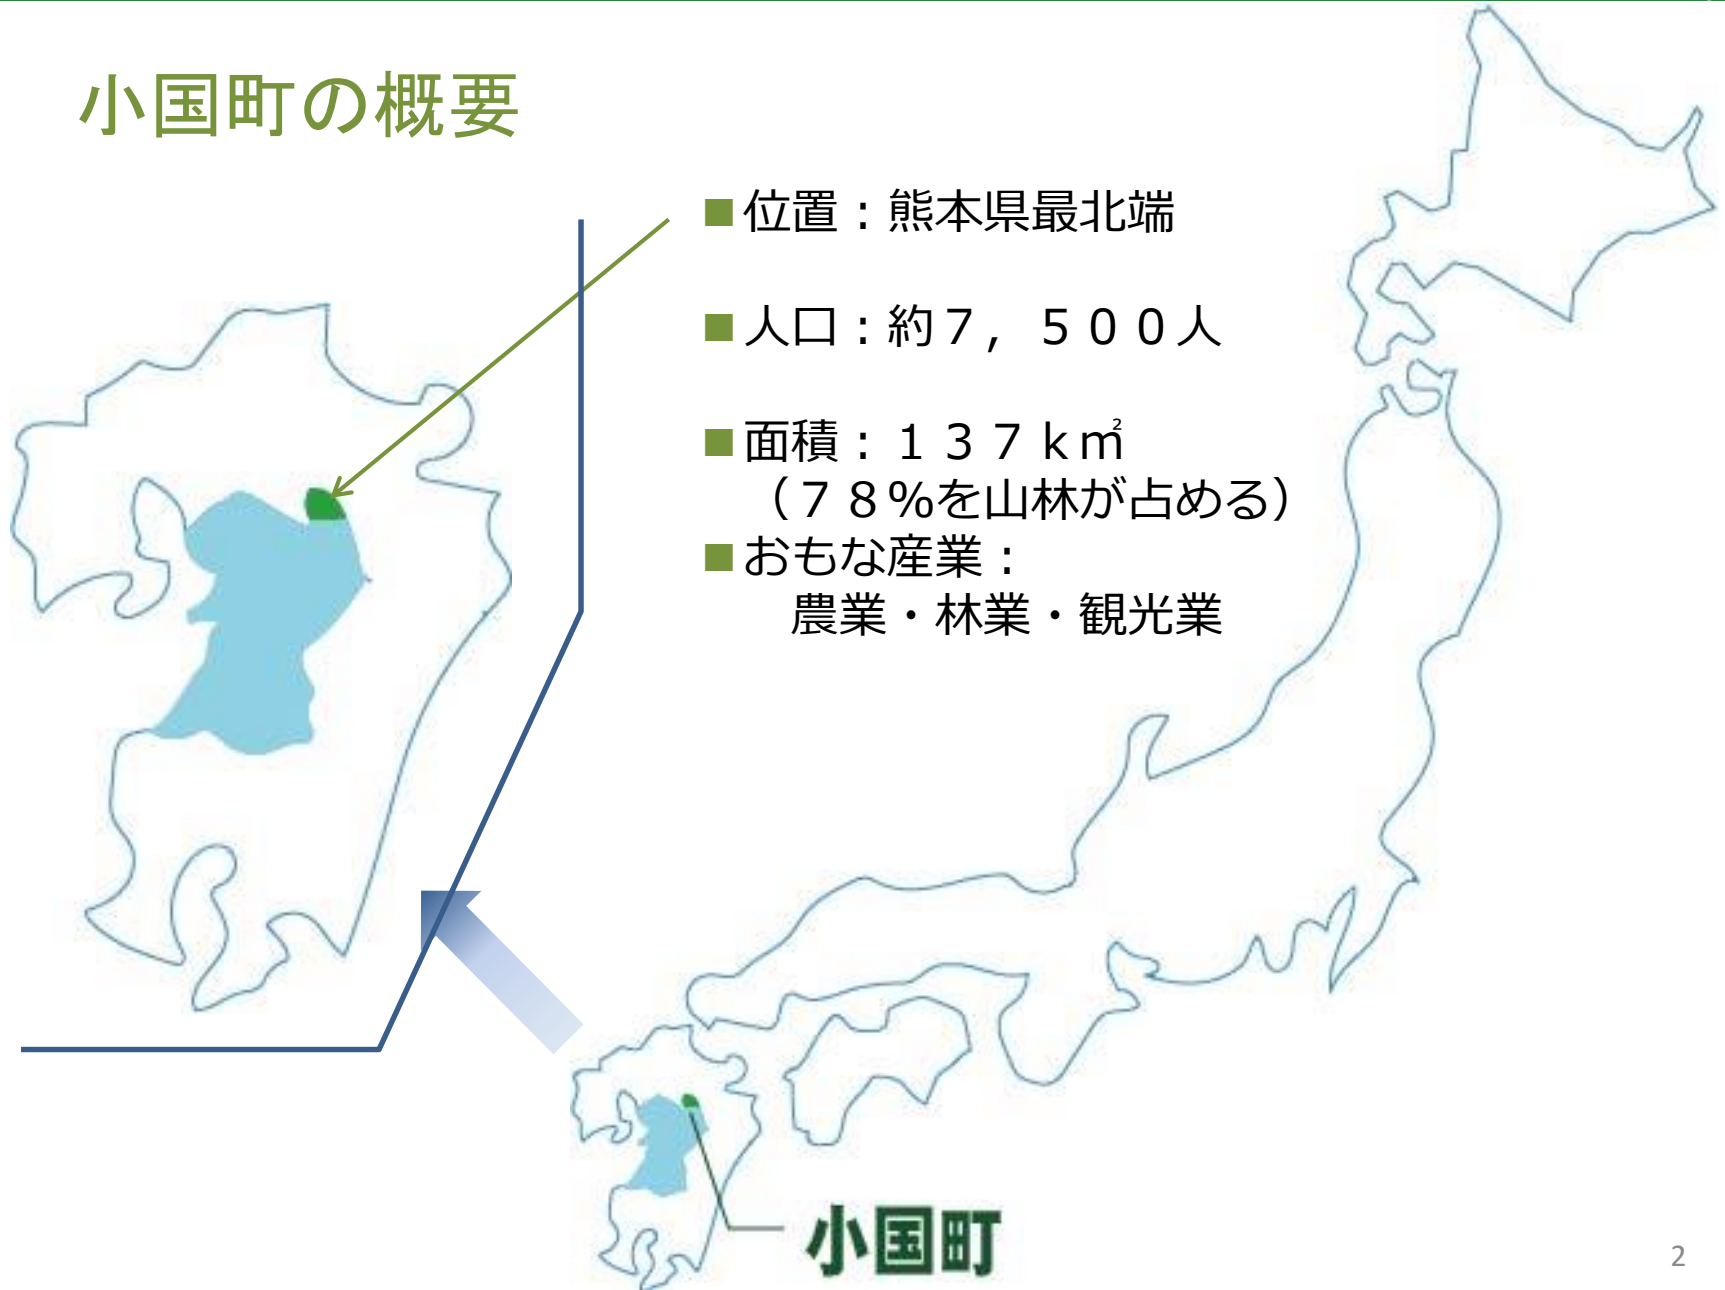 小国町の概要
■位置：熊本県最北端
■人口：約７，５００人
■面積：１３７ｋ㎡
（７８％を山林が占める）
■おもな産業：
農業・林業・観光業
小国町
2